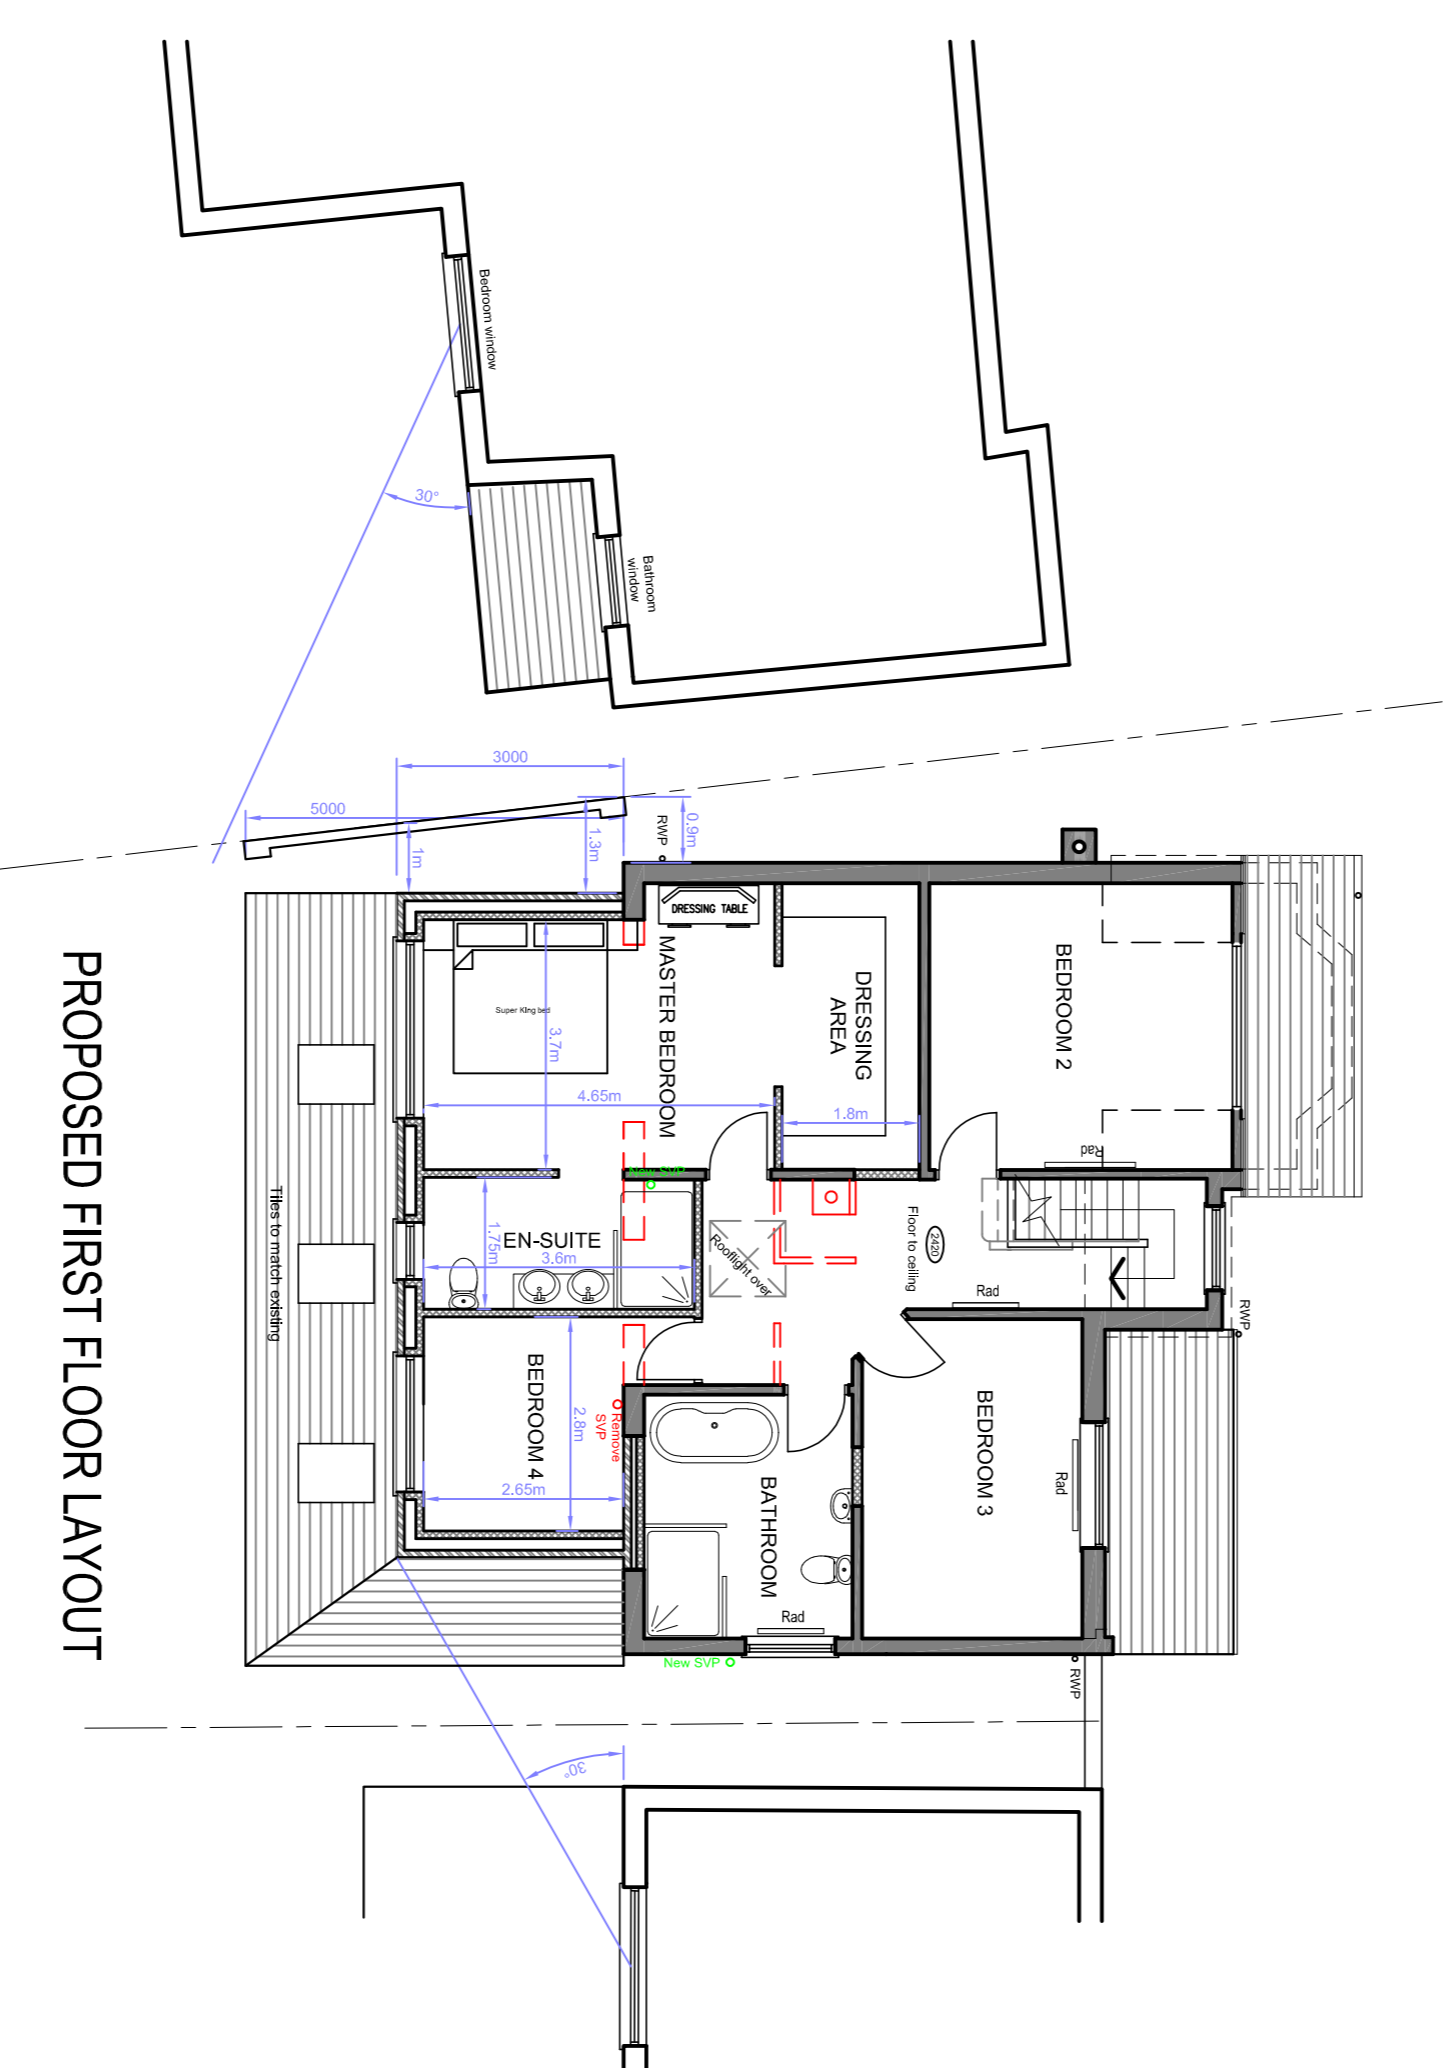 Bedroom window
30°
Bathroom
window
3000
5000
1m
1.3m
0.9m
RWP
DRESSING TABLE
MASTER BEDROOM
Super King bed
3.7m
4.65m
DRESSING
AREA
1.8m
BEDROOM 2
Rad
New SVP
EN-SUITE
1.75m
3.6m
Rooflight over
Floor to ceiling
2420
Rad
RWP
BEDROOM 4
2.8m
2.65m
Remove
SVP
BATHROOM
Rad
BEDROOM 3
Rad
New SVP
RWP
30°
Tiles to match existing
PROPOSED FIRST FLOOR LAYOUT